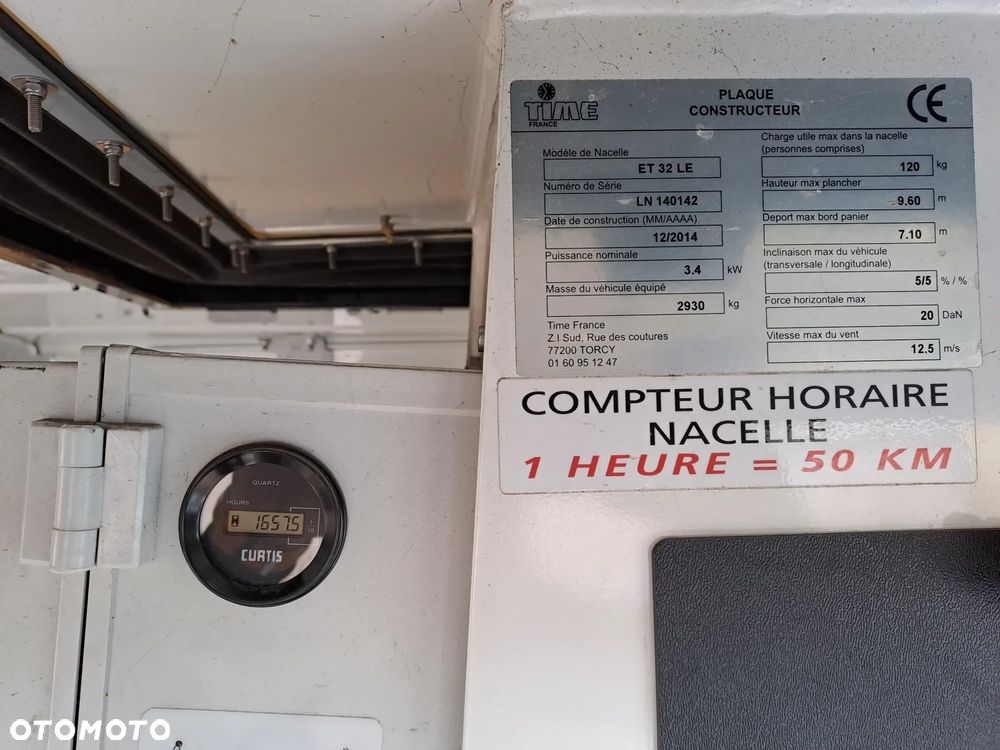 TIME
FRANCE
PLAQUE
CONSTRUCTEUR
CE
Modéle de Nacelle
ET 32 LE
Numéro de Série
LN 140142
Date de construction (MM/AAAA)
12/2014
Puissance nominale
3.4 kW
Masse du véhicule équipé
2930 kg
Time France
Z.I Sud, Rue des coutures
77200 TORCY
01 60 95 12 47
Charge utile max dans la nacelle
(personnes comprises)
120 kg
Hauteur max plancher
9.60 m
Deport max bord panier
7.10 m
Inclinaison max du véhicule
(transversale / longitudinale)
5/5 % / %
Force horizontale max
20 DaN
Vitesse max du vent
12.5 m/s
COMPTEUR HORAIRE
NACELLE
1 HEURE = 50 KM
QUARTZ
HOURS
1657.5
1
10
CURTIS
OTOMOTO